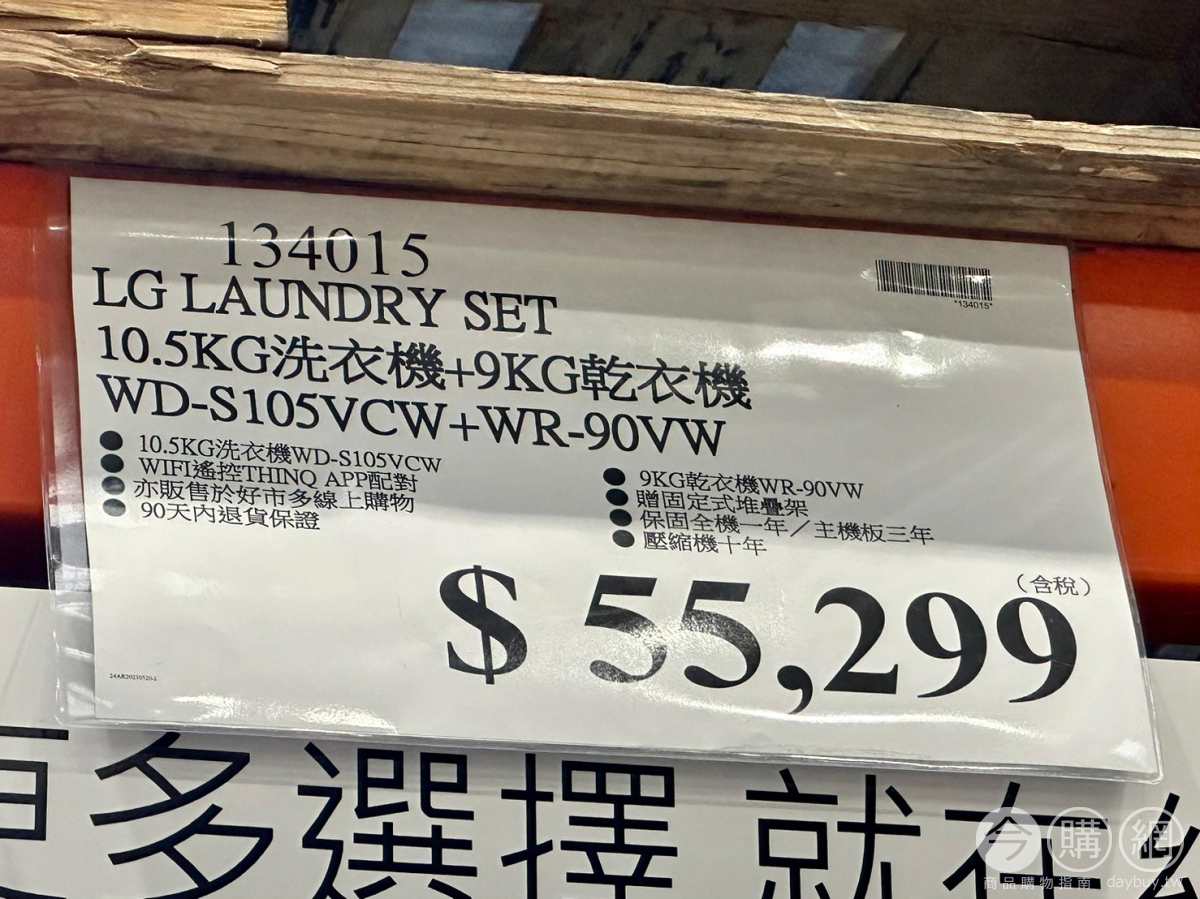 134015
*134015*
LG LAUNDRY SET
10.5KG洗衣機+9KG乾衣機
WD-S105VCW+WR-90VW
10.5KG洗衣機WD-S105VCW
WIFI遙控THINQ APP配對
亦販售於好市多線上購物
90天內退貨保證
9KG乾衣機WR-90VW
贈固定式堆疊架
保固全機一年/主機板三年
壓縮機十年
(含稅)
$ 55,299
更多選擇 就在
今購網
商品購物指南 daybuy.tw